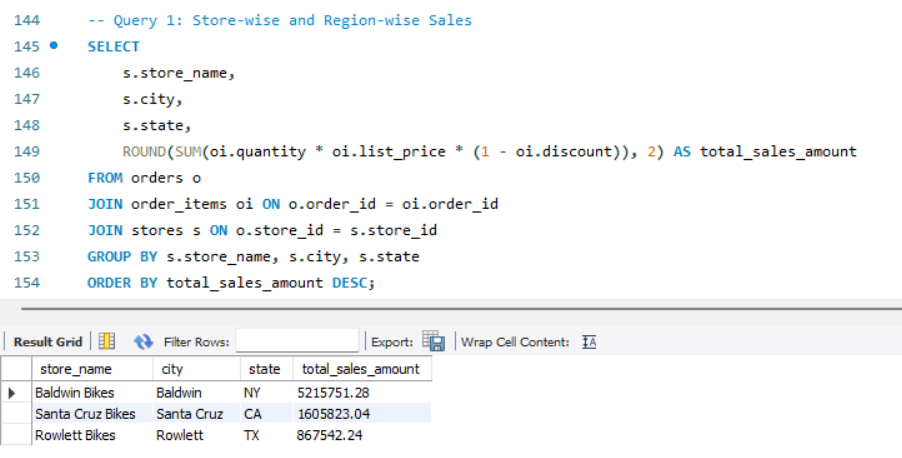 144 -- Query 1: Store-wise and Region-wise Sales
145 SELECT
146 s.store_name,
147 s.city,
148 s.state,
149 ROUND(SUM(oi.quantity * oi.list_price * (1 - oi.discount)), 2) AS total_sales_amount
150 FROM orders o
151 JOIN order_items oi ON o.order_id = oi.order_id
152 JOIN stores s ON o.store_id = s.store_id
153 GROUP BY s.store_name, s.city, s.state
154 ORDER BY total_sales_amount DESC;
Result Grid Filter Rows: Export: Wrap Cell Content: IA
store_name city state total_sales_amount
Baldwin Bikes Baldwin NY 5215751.28
Santa Cruz Bikes Santa Cruz CA 1605823.04
Rowlett Bikes Rowlett TX 867542.24